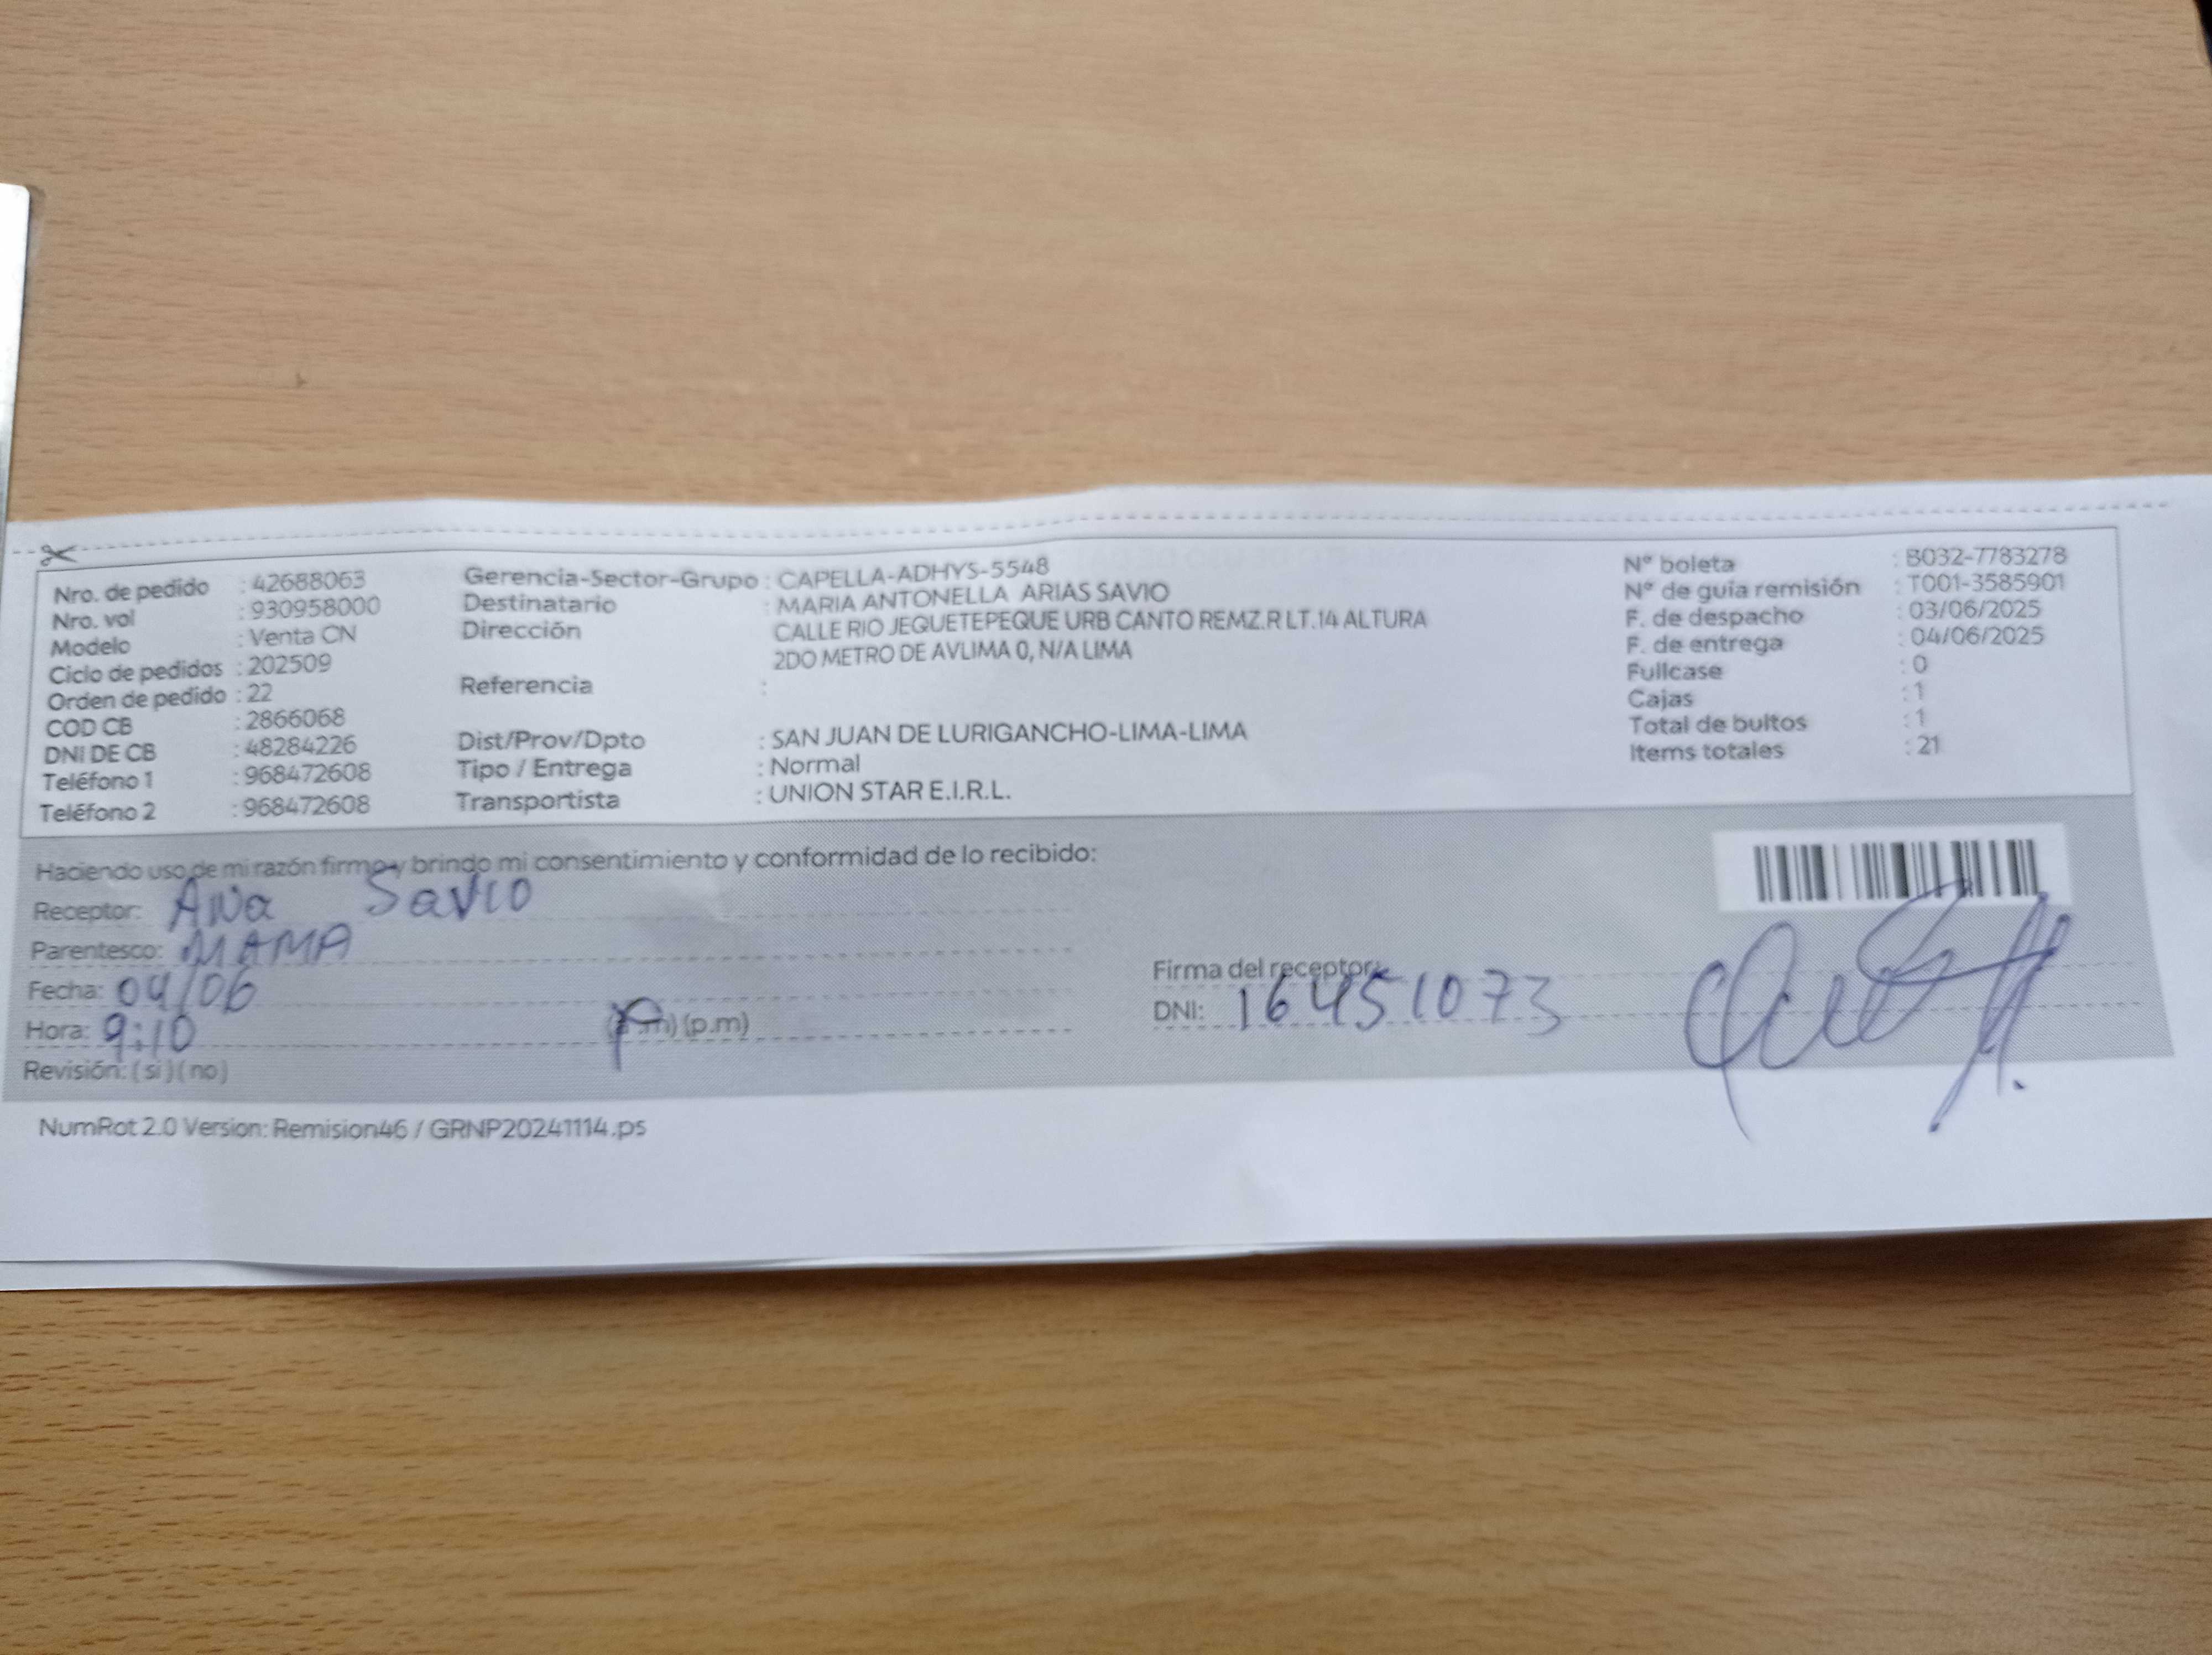 Nro. de pedido : 42688063
Nro. vol : 930958000
Modelo : Venta CN
Ciclo de pedidos : 202509
Orden de pedido : 22
COD CB : 2866068
DNI DE CB : 48284226
Teléfono 1 : 968472608
Teléfono 2 : 968472608
Gerencia-Sector-Grupo : CAPELLA-ADHYS-5548
Destinatario : MARIA ANTONELLA ARIAS SAVIO
Dirección CALLE RIO JEQUETEPEQUE URB CANTO REMZ.R LT.14 ALTURA
2DO METRO DE AVLIMA 0, N/A LIMA
Referencia :
Dist/Prov/Dpto : SAN JUAN DE LURIGANCHO-LIMA-LIMA
Tipo / Entrega : Normal
Transportista : UNION STAR E.I.R.L.
Nº boleta : B032-7783278
Nº de guía remisión : T001-3585901
F. de despacho : 03/06/2025
F. de entrega : 04/06/2025
Fullcase : 0
Cajas : 1
Total de bultos : 1
Items totales : 21
Haciendo uso de mi razón firmo y brindo mi consentimiento y conformidad de lo recibido:
Receptor: Ana Savio
Parentesco: MAMA
Fecha: 04/06
Hora: 9:10 (a.m) (p.m)
Revisión: (si) (no)
Firma del receptor:
DNI: 16451073
NumRot 2.0 Version: Remision46 / GRNP20241114.ps